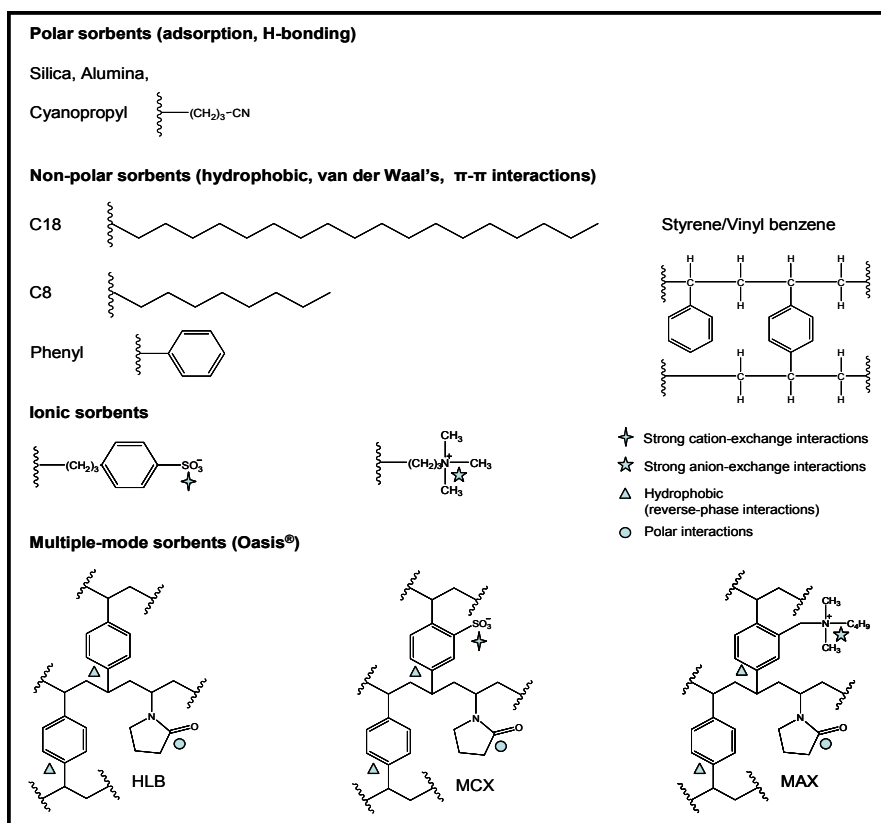 Polar sorbents (adsorption, H-bonding)
Silica, Alumina,
Cyanopropyl
(CH₂)₃-CN
Non-polar sorbents (hydrophobic, van der Waal's, π-π interactions)
C18
Styrene/Vinyl benzene
H H H H
C C C C
H H
C8
Phenyl
H H
C C C
H H H
Ionic sorbents
(CH₂)₃ SO₃⁻
CH₃
(CH₂)₃N⁺ CH₃
CH₃
Strong cation-exchange interactions
Strong anion-exchange interactions
Hydrophobic
(reverse-phase interactions)
Polar interactions
Multiple-mode sorbents (Oasis®)
N O
HLB
SO₃⁻
N O
MCX
CH₃
N⁺ C₄H₉
CH₃
N O
MAX